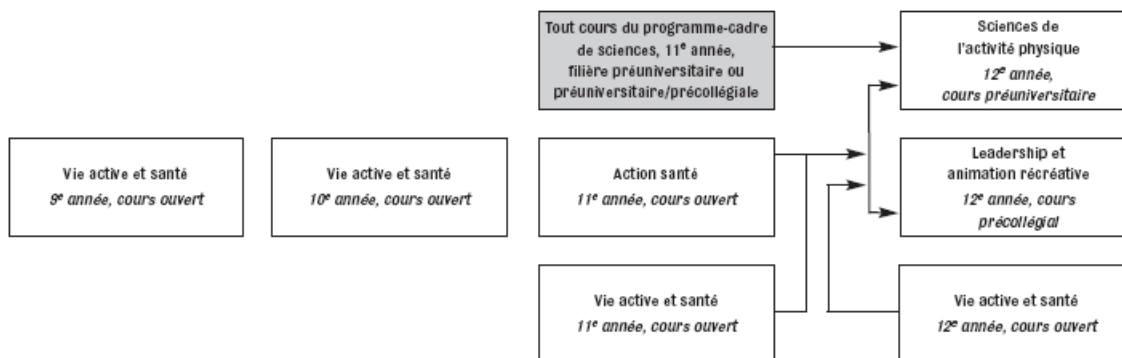 Tout cours du programme-cadre
de sciences, 11e année,
filière préuniversitaire ou
préuniversitaire/précollégiale
Sciences de
l'activité physique
12e année,
cours préuniversitaire
Vie active et santé
9e année, cours ouvert
Vie active et santé
10e année, cours ouvert
Action santé
11e année, cours ouvert
Leadership et
animation récréative
12e année, cours
précollégial
Vie active et santé
11e année, cours ouvert
Vie active et santé
12e année, cours ouvert